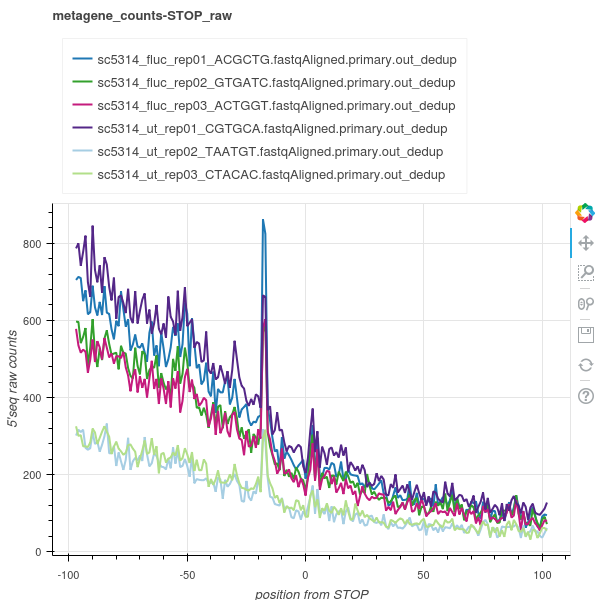 metagene_counts-STOP_raw
sc5314_fluc_rep01_ACGCTG.fastqAligned.primary.out_dedup
sc5314_fluc_rep02_GTGATC.fastqAligned.primary.out_dedup
sc5314_fluc_rep03_ACTGGT.fastqAligned.primary.out_dedup
sc5314_ut_rep01_CGTGCA.fastqAligned.primary.out_dedup
sc5314_ut_rep02_TAATGT.fastqAligned.primary.out_dedup
sc5314_ut_rep03_CTACAC.fastqAligned.primary.out_dedup
5'seq raw counts
800
600
400
200
0
-100 -50 0 50 100
position from STOP